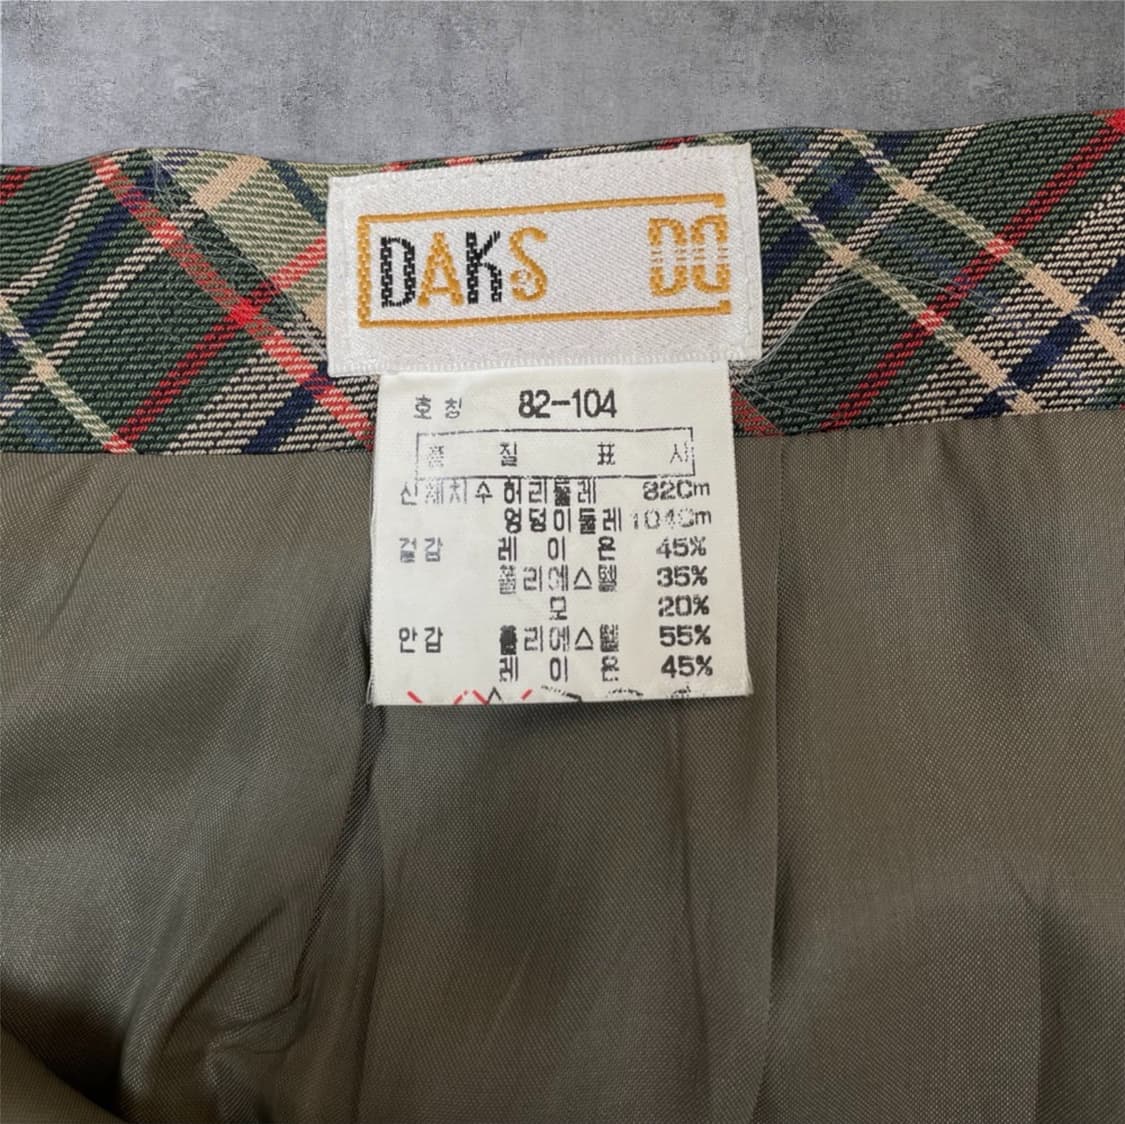 DAKS DO
호칭 82-104
품 질 표 시
신체치수 허리둘레 82Cm
엉덩이둘레 104Cm
겉감 레 이 온 45%
폴리에스텔 35%
모 20%
안감 폴리에스텔 55%
레 이 온 45%